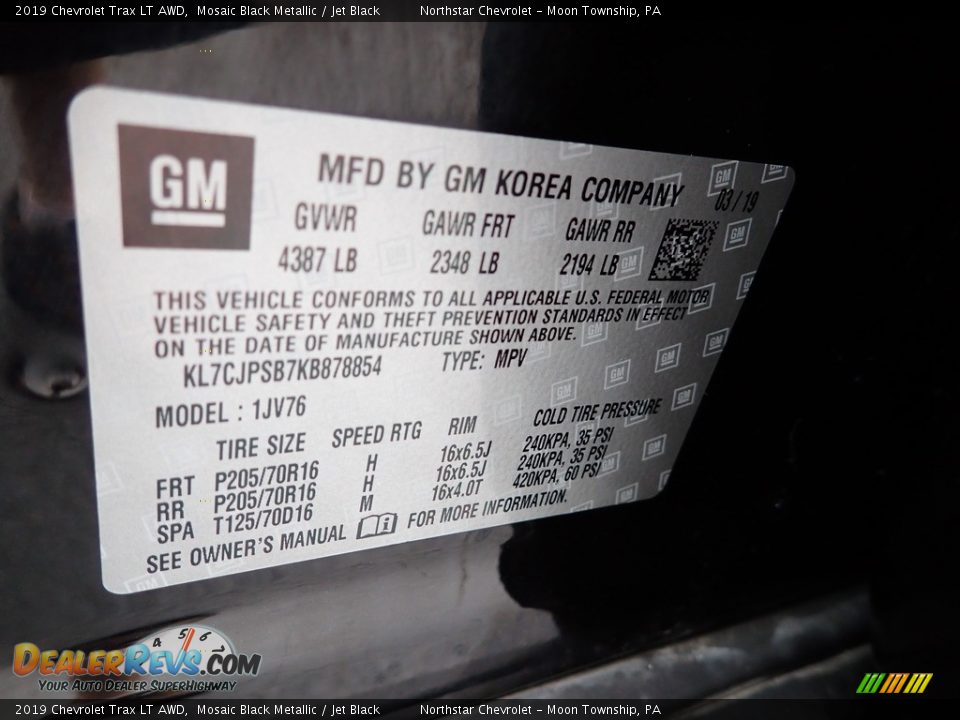 2019 Chevrolet Trax LT AWD, Mosaic Black Metallic / Jet Black Northstar Chevrolet - Moon Township, PA
GM
MFD BY GM KOREA COMPANY
03 / 19
GVWR GAWR FRT GAWR RR
4387 LB 2348 LB 2194 LB
THIS VEHICLE CONFORMS TO ALL APPLICABLE U.S. FEDERAL MOTOR
VEHICLE SAFETY AND THEFT PREVENTION STANDARDS IN EFFECT
ON THE DATE OF MANUFACTURE SHOWN ABOVE.
KL7CJPSB7KB878854 TYPE: MPV
MODEL : 1JV76
TIRE SIZE SPEED RTG RIM COLD TIRE PRESSURE
FRT P205/70R16 H 16x6.5J 240KPA, 35 PSI
RR P205/70R16 H 16x6.5J 240KPA, 35 PSI
SPA T125/70D16 M 16x4.0T 420KPA, 60 PSI
SEE OWNER'S MANUAL FOR MORE INFORMATION.
4 5 6
DealerRevs.com
Your Auto Dealer SuperHighway
2019 Chevrolet Trax LT AWD, Mosaic Black Metallic / Jet Black Northstar Chevrolet - Moon Township, PA